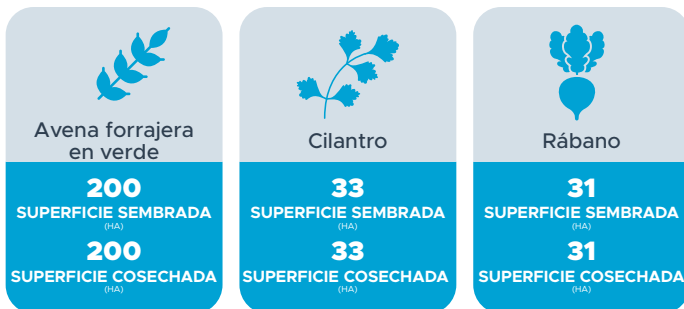 Avena forrajera
en verde
200
SUPERFICIE SEMBRADA
(HA)
200
SUPERFICIE COSECHADA
(HA)
Cilantro
33
SUPERFICIE SEMBRADA
(HA)
33
SUPERFICIE COSECHADA
(HA)
Rábano
31
SUPERFICIE SEMBRADA
(HA)
31
SUPERFICIE COSECHADA
(HA)